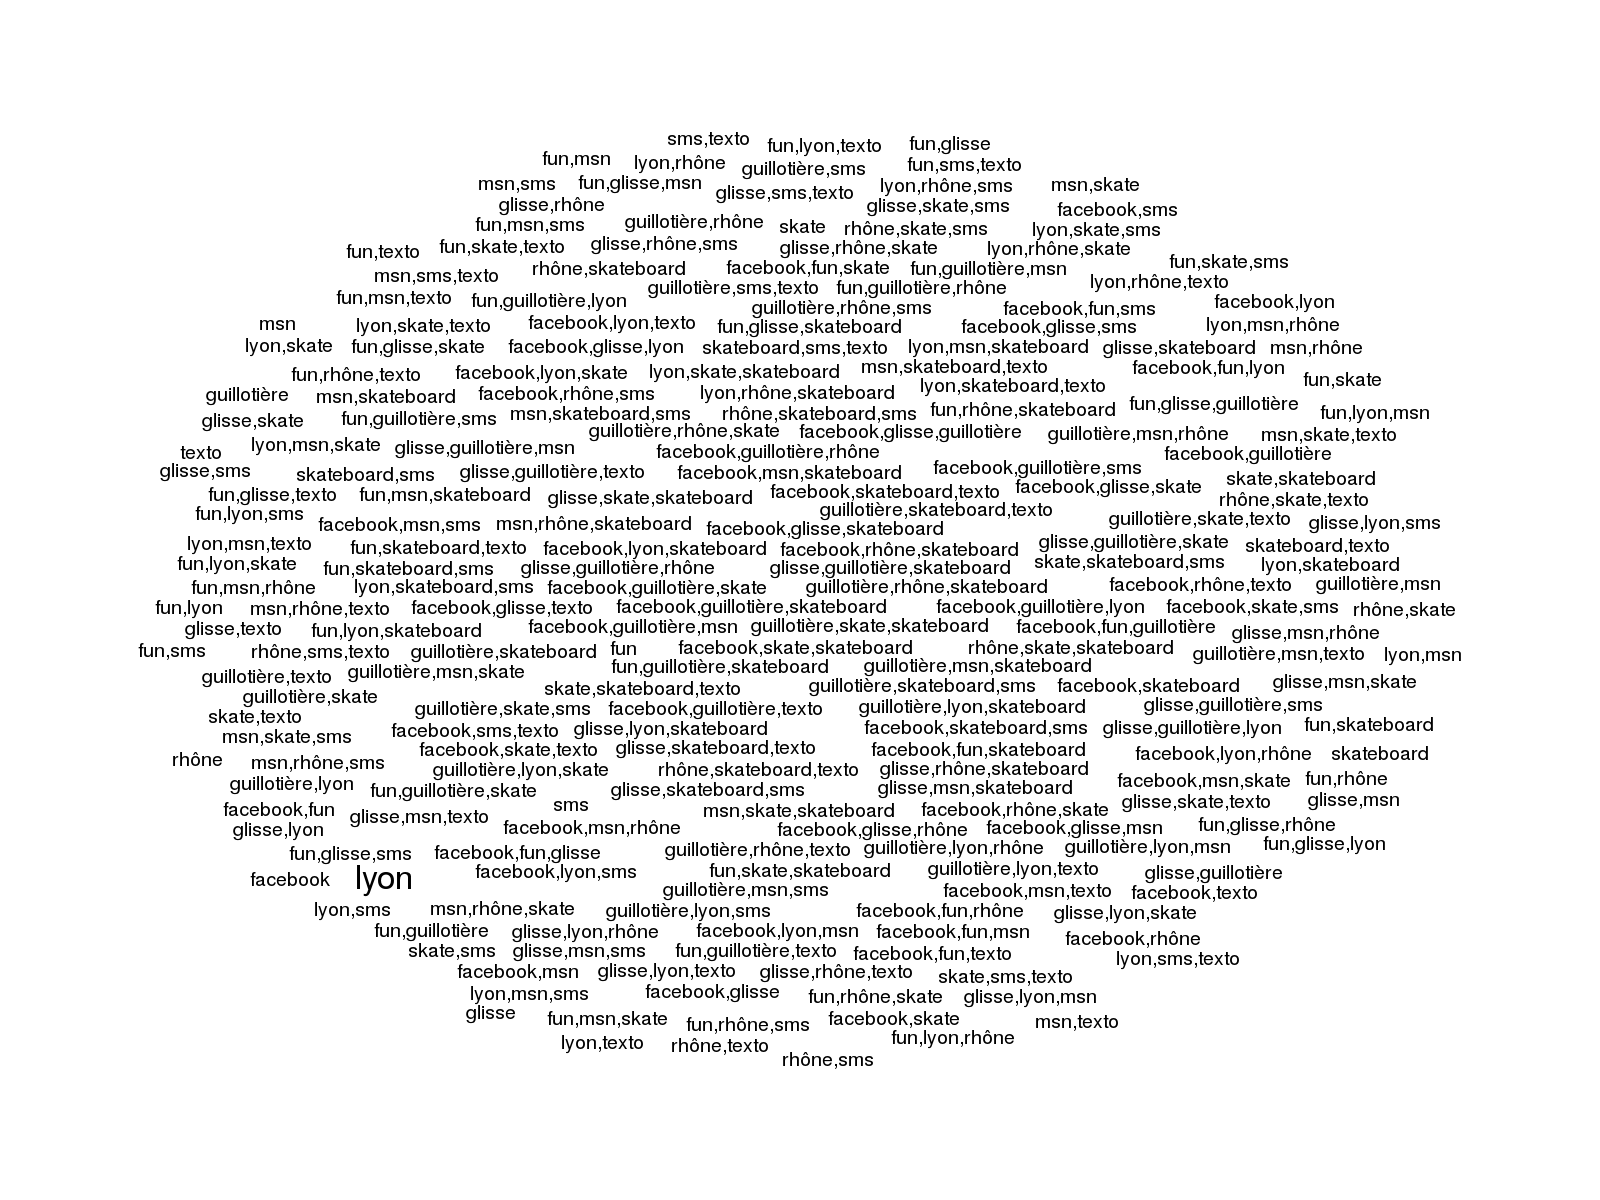 sms,texto fun,lyon,texto fun,glisse
fun,msn lyon,rhône guillotière,sms fun,sms,texto
msn,sms fun,glisse,msn glisse,sms,texto lyon,rhône,sms msn,skate
glisse,rhône glisse,skate,sms facebook,sms
fun,msn,sms guillotière,rhône skate rhône,skate,sms lyon,skate,sms
fun,texto fun,skate,texto glisse,rhône,sms glisse,rhône,skate lyon,rhône,skate
msn,sms,texto rhône,skateboard facebook,fun,skate fun,guillotière,msn fun,skate,sms
guillotière,sms,texto fun,guillotière,rhône lyon,rhône,texto
fun,msn,texto fun,guillotière,lyon guillotière,rhône,sms facebook,fun,sms facebook,lyon
msn lyon,skate,texto facebook,lyon,texto fun,glisse,skateboard facebook,glisse,sms lyon,msn,rhône
lyon,skate fun,glisse,skate facebook,glisse,lyon skateboard,sms,texto lyon,msn,skateboard glisse,skateboard msn,rhône
fun,rhône,texto facebook,lyon,skate lyon,skate,skateboard msn,skateboard,texto facebook,fun,lyon fun,skate
guillotière msn,skateboard facebook,rhône,sms lyon,rhône,skateboard lyon,skateboard,texto
glisse,skate fun,guillotière,sms msn,skateboard,sms rhône,skateboard,sms fun,rhône,skateboard fun,glisse,guillotière fun,lyon,msn
guillotière,rhône,skate facebook,glisse,guillotière guillotière,msn,rhône msn,skate,texto
texto lyon,msn,skate glisse,guillotière,msn facebook,guillotière,rhône facebook,guillotière
glisse,sms skateboard,sms glisse,guillotière,texto facebook,msn,skateboard facebook,guillotière,sms skate,skateboard
fun,glisse,texto fun,msn,skateboard glisse,skate,skateboard facebook,skateboard,texto facebook,glisse,skate rhône,skate,texto
fun,lyon,sms facebook,msn,sms msn,rhône,skateboard facebook,glisse,skateboard guillotière,skateboard,texto guillotière,skate,texto glisse,lyon,sms
lyon,msn,texto fun,skateboard,texto facebook,lyon,skateboard facebook,rhône,skateboard glisse,guillotière,skate skateboard,texto
fun,lyon,skate fun,skateboard,sms glisse,guillotière,rhône glisse,guillotière,skateboard skate,skateboard,sms lyon,skateboard
fun,msn,rhône lyon,skateboard,sms facebook,guillotière,skate guillotière,rhône,skateboard facebook,rhône,texto guillotière,msn
fun,lyon msn,rhône,texto facebook,glisse,texto facebook,guillotière,skateboard facebook,guillotière,lyon facebook,skate,sms rhône,skate
glisse,texto fun,lyon,skateboard facebook,guillotière,msn guillotière,skate,skateboard facebook,fun,guillotière glisse,msn,rhône
fun,sms rhône,sms,texto guillotière,skateboard fun facebook,skate,skateboard rhône,skate,skateboard guillotière,msn,texto lyon,msn
guillotière,texto guillotière,msn,skate fun,guillotière,skateboard guillotière,msn,skateboard glisse,msn,skate
guillotière,skate skate,skateboard,texto guillotière,skateboard,sms facebook,skateboard
skate,texto guillotière,skate,sms facebook,guillotière,texto guillotière,lyon,skateboard glisse,guillotière,sms
msn,skate,sms facebook,sms,texto glisse,lyon,skateboard facebook,skateboard,sms glisse,guillotière,lyon fun,skateboard
rhône msn,rhône,sms facebook,skate,texto glisse,skateboard,texto facebook,fun,skateboard facebook,lyon,rhône skateboard
guillotière,lyon guillotière,lyon,skate rhône,skateboard,texto glisse,rhône,skateboard facebook,msn,skate fun,rhône
fun,guillotière,skate glisse,skateboard,sms glisse,msn,skateboard
facebook,fun glisse,msn,texto sms msn,skate,skateboard facebook,rhône,skate glisse,skate,texto glisse,msn
glisse,lyon facebook,msn,rhône facebook,glisse,rhône facebook,glisse,msn fun,glisse,rhône
fun,glisse,sms facebook,fun,glisse guillotière,rhône,texto guillotière,lyon,rhône guillotière,lyon,msn fun,glisse,lyon
facebook lyon facebook,lyon,sms fun,skate,skateboard guillotière,lyon,texto glisse,guillotière
guillotière,msn,sms facebook,msn,texto facebook,texto
lyon,sms msn,rhône,skate guillotière,lyon,sms facebook,fun,rhône glisse,lyon,skate
fun,guillotière glisse,lyon,rhône facebook,lyon,msn facebook,fun,msn facebook,rhône
skate,sms glisse,msn,sms fun,guillotière,texto facebook,fun,texto lyon,sms,texto
facebook,msn glisse,lyon,texto glisse,rhône,texto skate,sms,texto
lyon,msn,sms facebook,glisse fun,rhône,skate glisse,lyon,msn
glisse fun,msn,skate fun,rhône,sms facebook,skate msn,texto
lyon,texto rhône,texto fun,lyon,rhône
rhône,sms